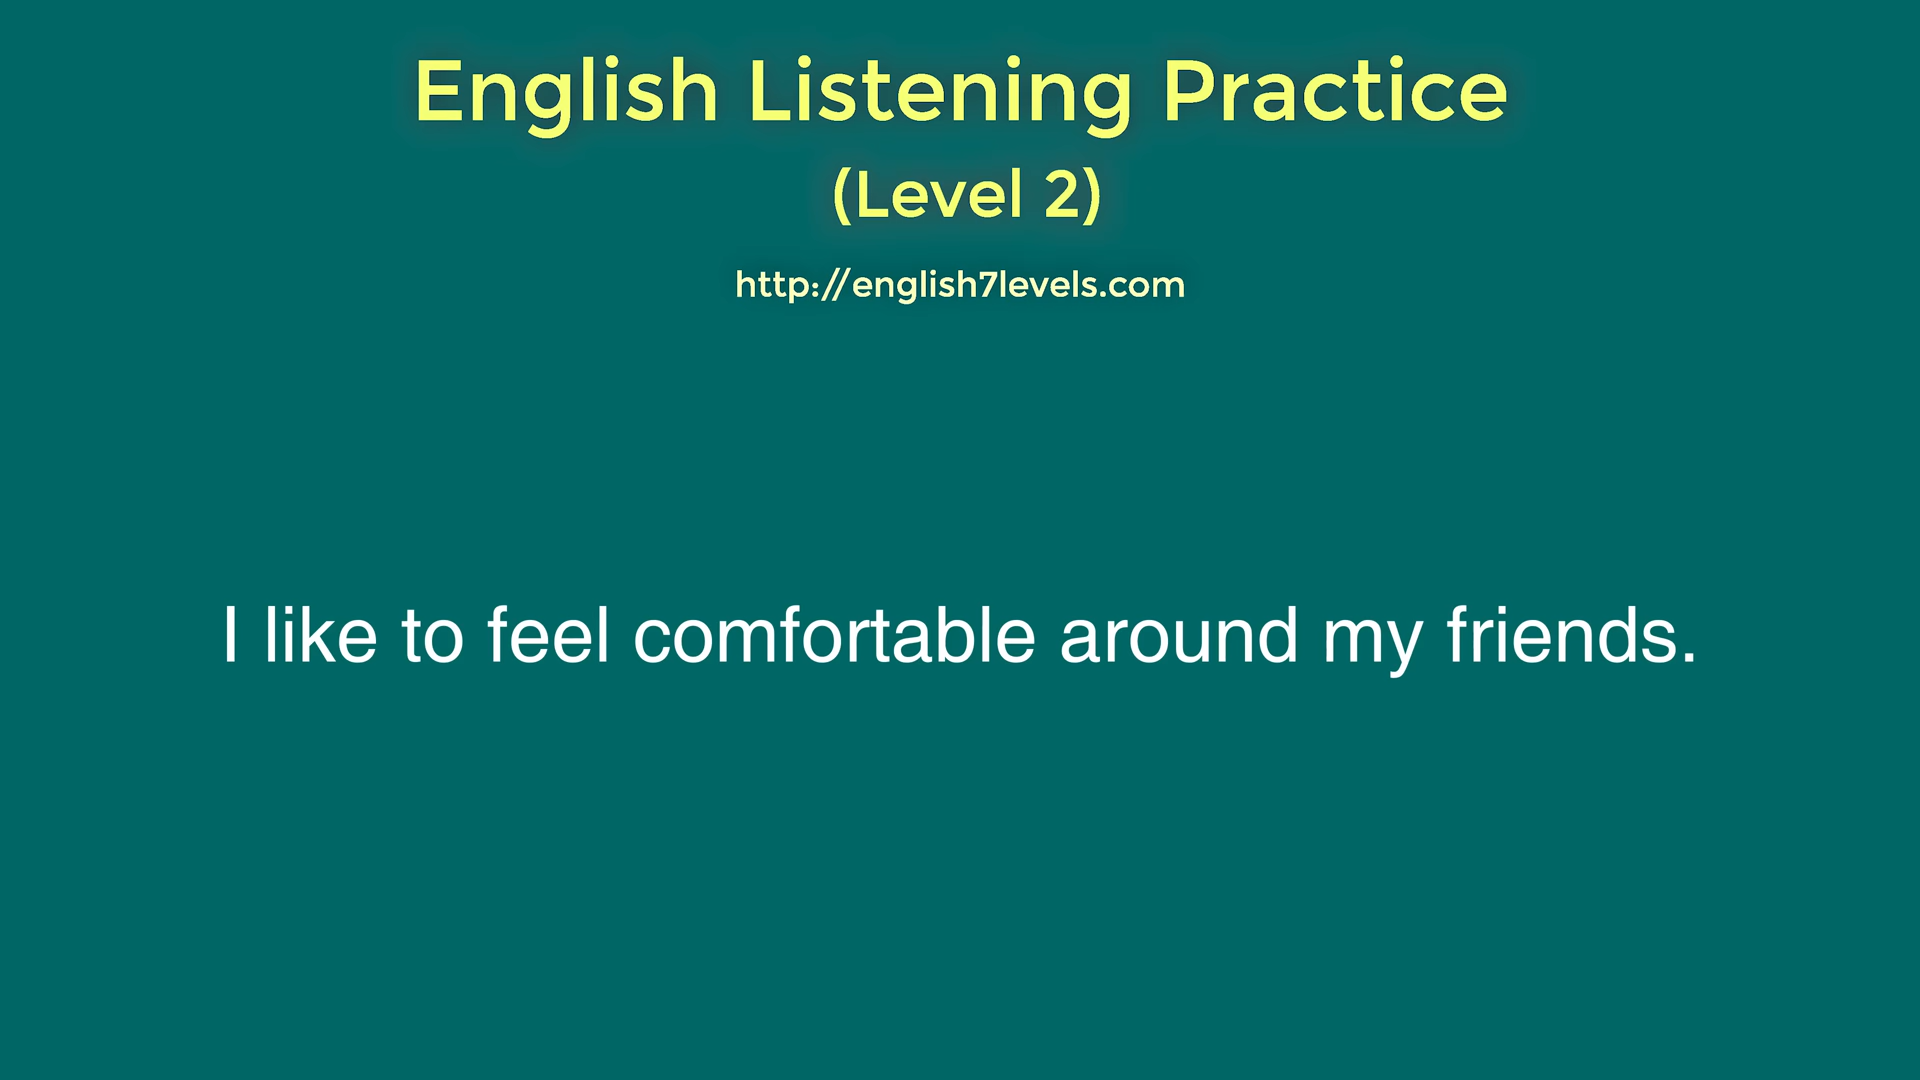 English Listening Practice
(Level 2)
http://english7levels.com
I like to feel comfortable around my friends.